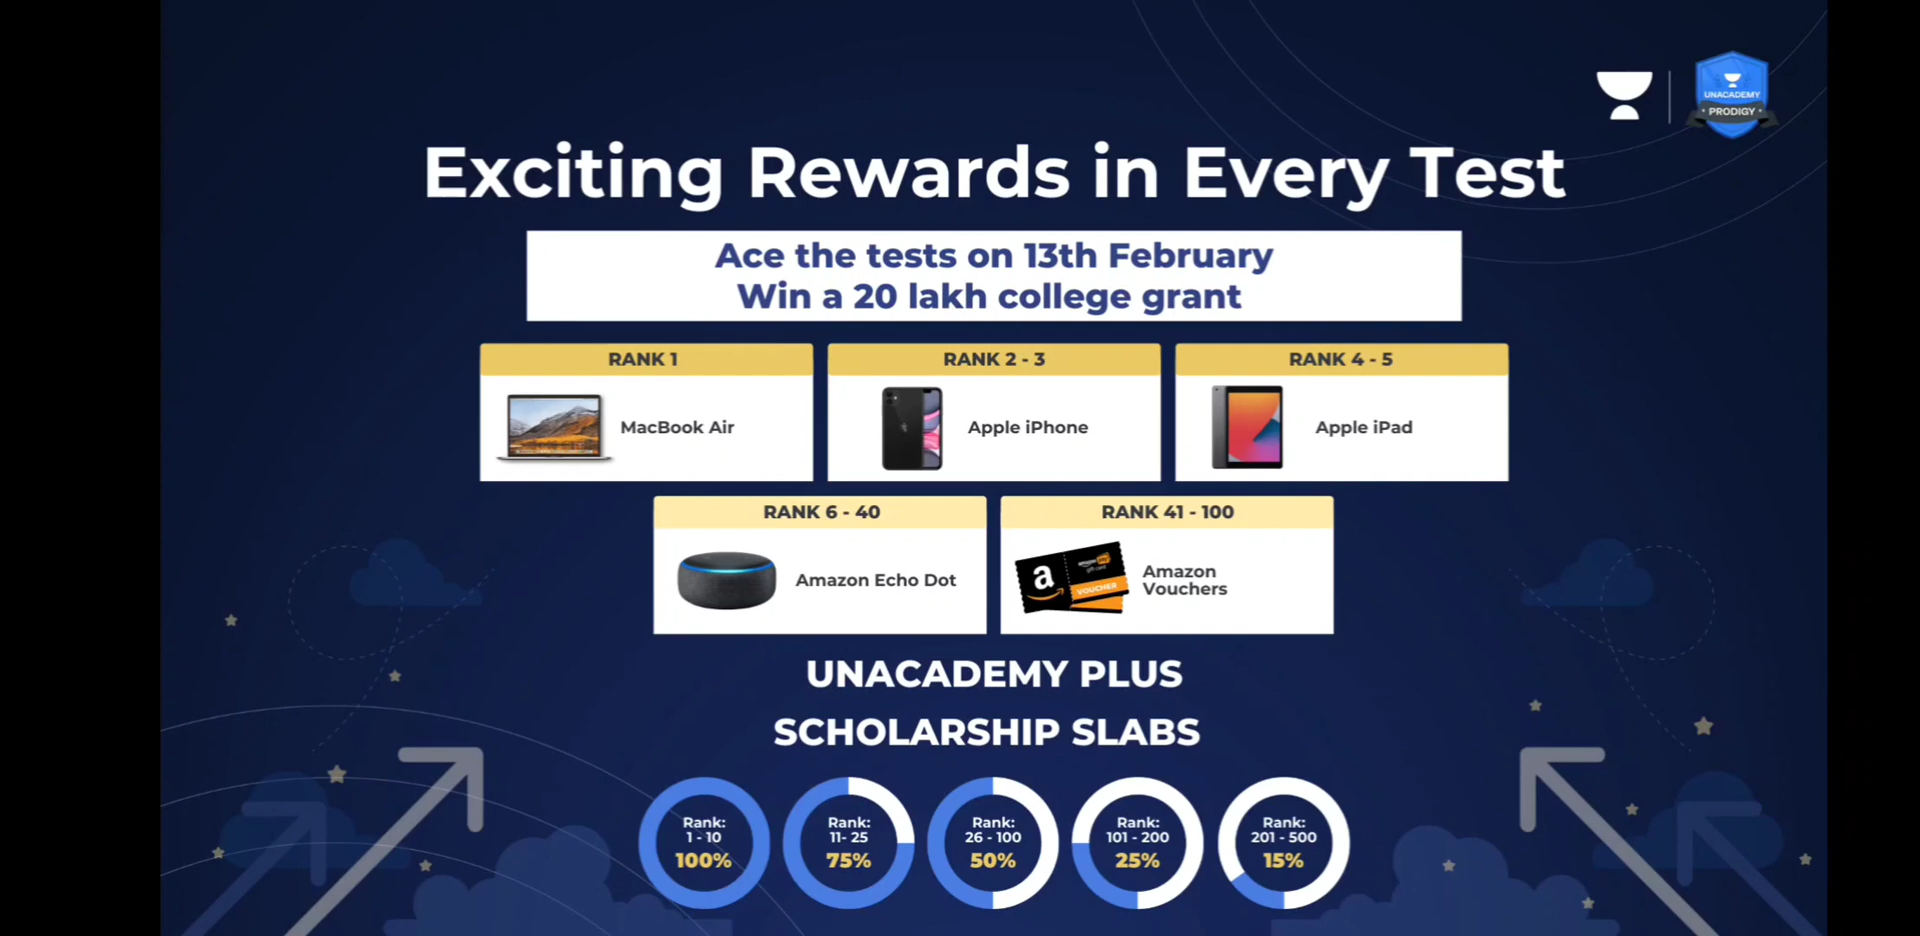 UNACADEMY
PRODIGY
Exciting Rewards in Every Test
Ace the tests on 13th February
Win a 20 lakh college grant
RANK 1
MacBook Air
RANK 2 - 3
Apple iPhone
RANK 4 - 5
Apple iPad
RANK 6 - 40
Amazon Echo Dot
RANK 41 - 100
a
VOUCHER
Amazon
Vouchers
UNACADEMY PLUS
SCHOLARSHIP SLABS
Rank:
1 - 10
100%
Rank:
11- 25
75%
Rank:
26 - 100
50%
Rank:
101 - 200
25%
Rank:
201 - 500
15%